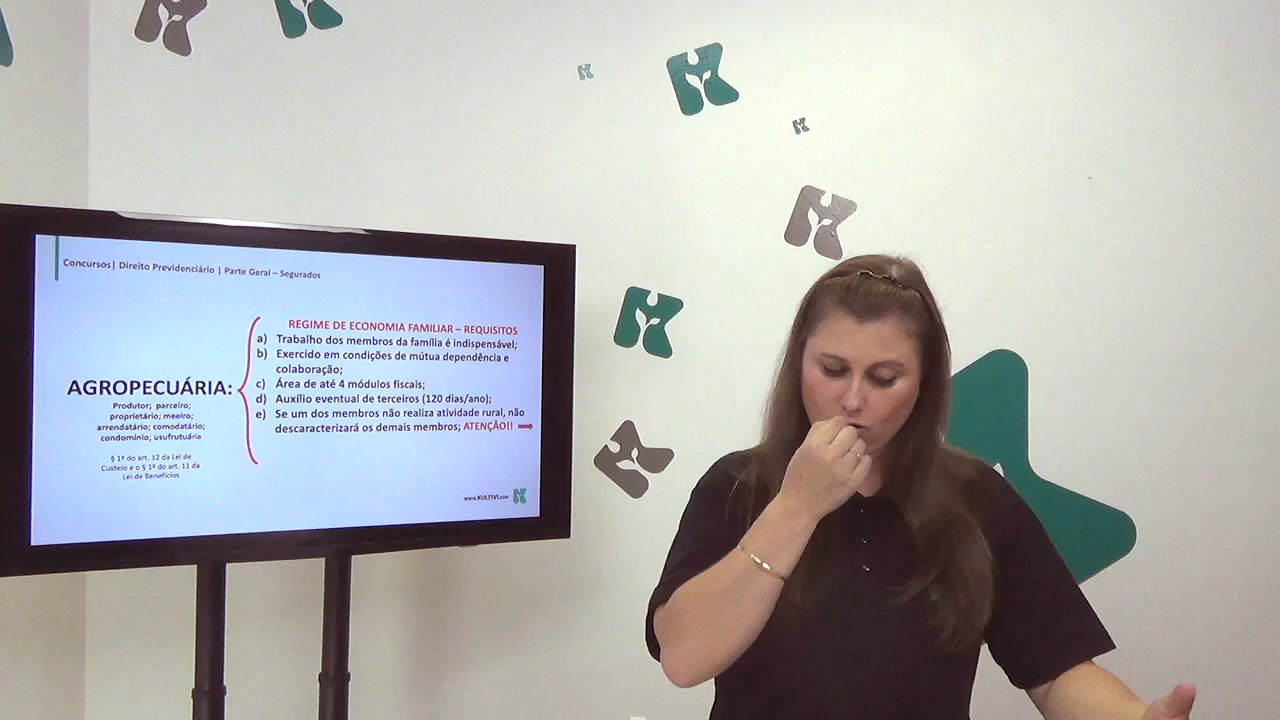 Concursos| Direito Previdenciário | Parte Geral – Segurados
REGIME DE ECONOMIA FAMILIAR – REQUISITOS
a) Trabalho dos membros da família é indispensável;
b) Exercido em condições de mútua dependência e
colaboração;
c) Área de até 4 módulos fiscais;
d) Auxílio eventual de terceiros (120 dias/ano);
e) Se um dos membros não realiza atividade rural, não
descaracterizará os demais membros; ATENÇÃO!!
AGROPECUÁRIA:
Produtor; parceiro;
proprietário; meeiro;
arrendatário; comodatário;
condomínio; usufrutuário
§ 1º do art. 12 da Lei de
Custeio e o § 1º do art. 11 da
Lei de Benefícios
www.KULTIVI.com